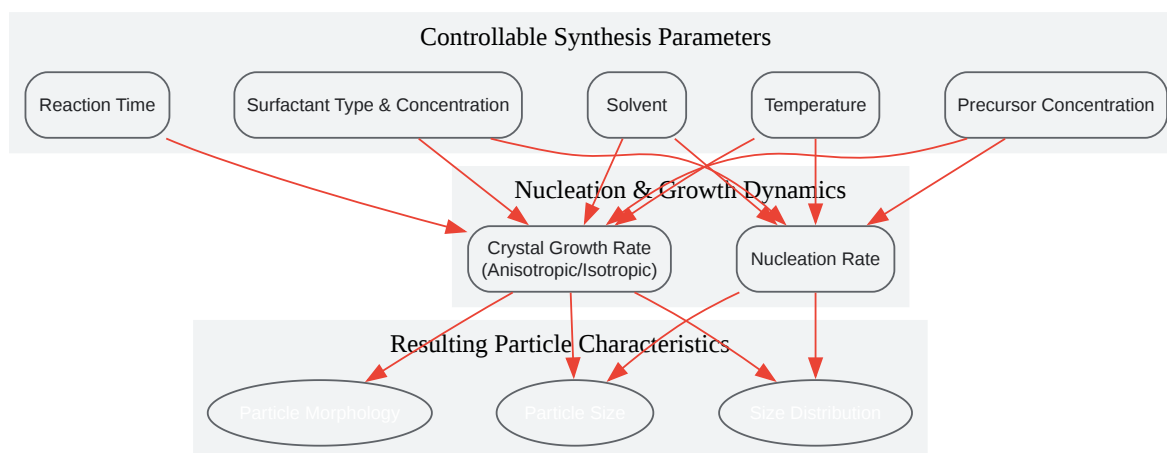 Controllable Synthesis Parameters
Reaction Time
Surfactant Type & Concentration
Solvent
Temperature
Precursor Concentration
Nucleation & Growth Dynamics
Crystal Growth Rate
(Anisotropic/Isotropic)
Nucleation Rate
Resulting Particle Characteristics
Particle Morphology
Particle Size
Size Distribution